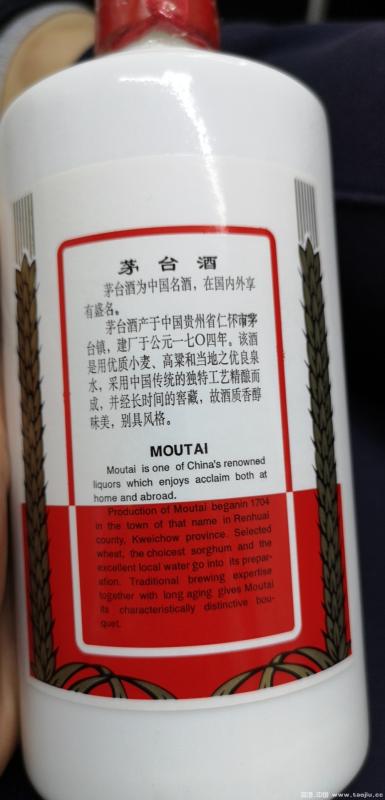 茅台酒
茅台酒为中国名酒，在国内外享
有盛名。
茅台酒产于中国贵州省仁怀市茅
台镇，建厂于公元一七〇四年。该酒
是用优质小麦、高粱和当地之优良泉
水，采用中国传统的独特工艺精酿而
成，并经长时间的窖藏，故酒质香醇
味美，别具风格。
MOUTAI
Moutai is one of China's renowned
liquors which enjoys acclaim both at
home and abroad.
Production of Moutai beganin 1704
in the town of that name in Renhuai
county, Kweichow province. Selected
wheat, the choicest sorghum and the
excellent local water go into its prepar-
ation. Traditional brewing expertise
together with long aging gives Moutai
its characteristically distinctive bou-
quet.
www.taojiu.cc